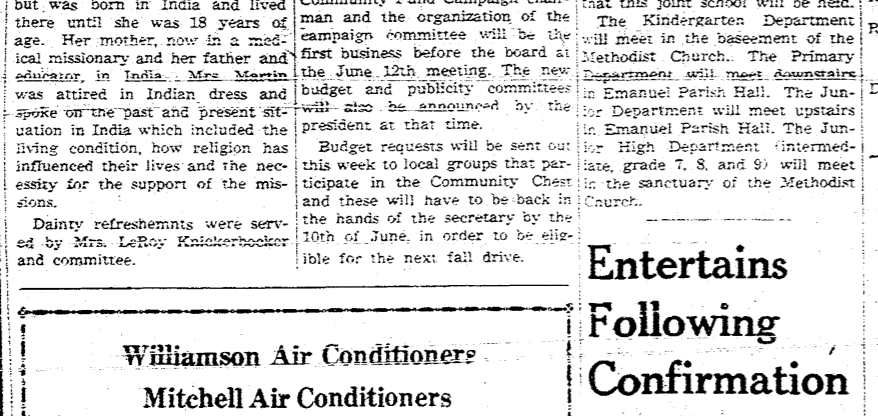 but was born in India and lived
there until she was 18 years of
age. Her mother, now in a med-
ical missionary and her father and
educator, in India. Mrs. Martin
was attired in Indian dress and
spoke on the past and present sit-
uation in India which included the
living condition, how religion has
influenced their lives and the nec-
essity for the support of the mis-
sions.
Dainty refreshemnts were serv-
ed by Mrs. LeRoy Knickerbocker
and committee.
Community Fund Campaign chair-
man and the organization of the
campaign committee will be the
first business before the board at
the June 12th meeting. The new
budget and publicity committees
will also be announced by the
president at that time.
Budget requests will be sent out
this week to local groups that par-
ticipate in the Community Chest
and these will have to be back in
the hands of the secretary by the
10th of June, in order to be elig-
ible for the next fall drive.
Williamson Air Conditioners
Mitchell Air Conditioners
that this joint school will be held.
The Kindergarten Department
will meet in the baseement of the
Methodist Church. The Primary
Department will meet downstairs
in Emanuel Parish Hall. The Jun-
ior Department will meet upstairs
in Emanuel Parish Hall. The Jun-
ior High Department (intermed-
iate, grade 7, 8, and 9) will meet
in the sanctuary of the Methodist
Church.
Entertains
Following
Confirmation